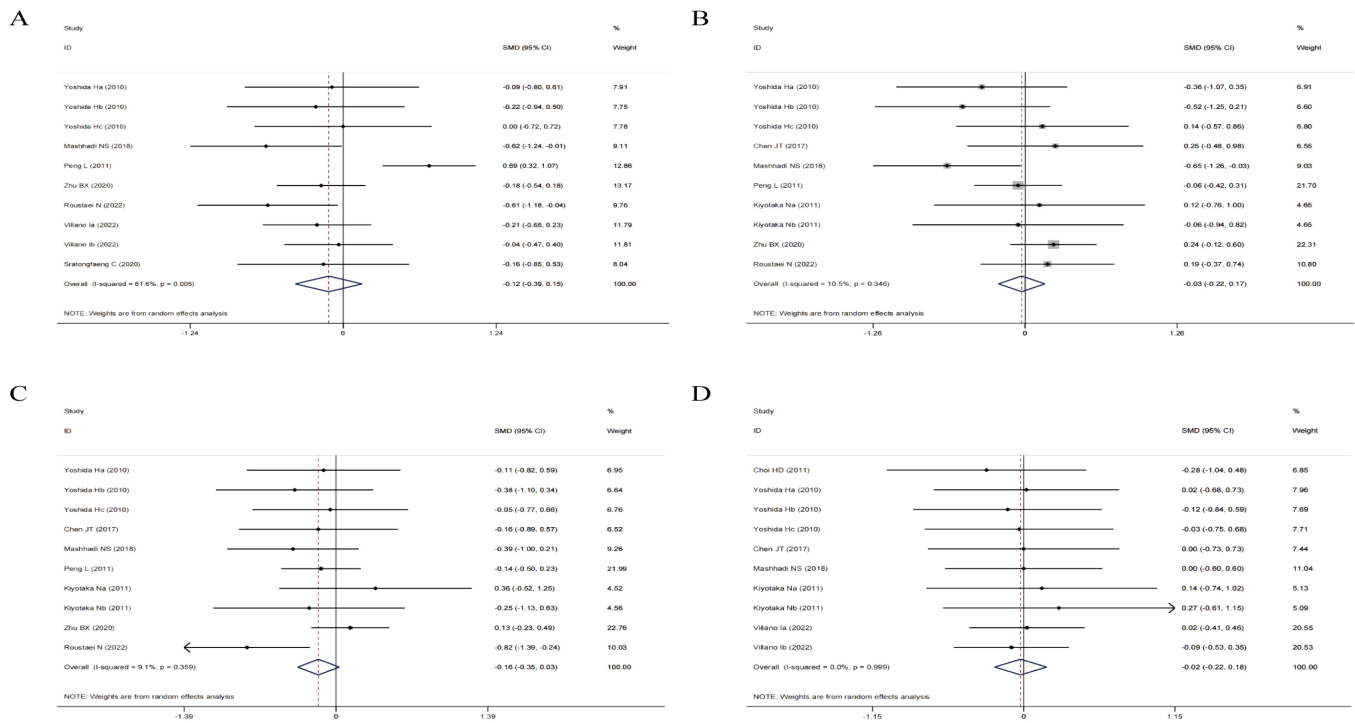 A
Study %
ID SMD (95% CI) Weight
Yoshida Ha (2010) -0.09 (-0.80, 0.61) 7.91
Yoshida Hb (2010) -0.22 (-0.94, 0.50) 7.75
Yoshida Hc (2010) 0.00 (-0.72, 0.72) 7.78
Mashhadi NS (2018) -0.62 (-1.24, -0.01) 9.11
Peng L (2011) 0.69 (0.32, 1.07) 12.86
Zhu BX (2020) -0.18 (-0.54, 0.18) 13.17
Roustaei N (2022) -0.61 (-1.18, -0.04) 9.76
Villano Ia (2022) -0.21 (-0.65, 0.23) 11.79
Villano Ib (2022) -0.04 (-0.47, 0.40) 11.81
Sratongfaeng C (2020) -0.16 (-0.85, 0.53) 8.04
Overall (I-squared = 61.6%, p = 0.005) -0.12 (-0.39, 0.15) 100.00
NOTE: Weights are from random effects analysis
-1.24 0 1.24
B
Study %
ID SMD (95% CI) Weight
Yoshida Ha (2010) -0.36 (-1.07, 0.35) 6.91
Yoshida Hb (2010) -0.52 (-1.25, 0.21) 6.60
Yoshida Hc (2010) 0.14 (-0.57, 0.86) 6.80
Chen JT (2017) 0.25 (-0.48, 0.98) 6.55
Mashhadi NS (2018) -0.65 (-1.26, -0.03) 9.03
Peng L (2011) -0.06 (-0.42, 0.31) 21.70
Kiyotaka Na (2011) 0.12 (-0.76, 1.00) 4.65
Kiyotaka Nb (2011) -0.06 (-0.94, 0.82) 4.65
Zhu BX (2020) 0.24 (-0.12, 0.60) 22.31
Roustaei N (2022) 0.19 (-0.37, 0.74) 10.80
Overall (I-squared = 10.5%, p = 0.346) -0.03 (-0.22, 0.17) 100.00
NOTE: Weights are from random effects analysis
-1.26 0 1.26
C
Study %
ID SMD (95% CI) Weight
Yoshida Ha (2010) -0.11 (-0.82, 0.59) 6.95
Yoshida Hb (2010) -0.38 (-1.10, 0.34) 6.64
Yoshida Hc (2010) -0.05 (-0.77, 0.66) 6.76
Chen JT (2017) -0.16 (-0.89, 0.57) 6.52
Mashhadi NS (2018) -0.39 (-1.00, 0.21) 9.26
Peng L (2011) -0.14 (-0.50, 0.23) 21.99
Kiyotaka Na (2011) 0.36 (-0.52, 1.25) 4.52
Kiyotaka Nb (2011) -0.25 (-1.13, 0.63) 4.56
Zhu BX (2020) 0.13 (-0.23, 0.49) 22.76
Roustaei N (2022) -0.82 (-1.39, -0.24) 10.03
Overall (I-squared = 9.1%, p = 0.359) -0.16 (-0.35, 0.03) 100.00
NOTE: Weights are from random effects analysis
-1.39 0 1.39
D
Study %
ID SMD (95% CI) Weight
Choi HD (2011) -0.28 (-1.04, 0.48) 6.85
Yoshida Ha (2010) 0.02 (-0.68, 0.73) 7.96
Yoshida Hb (2010) -0.12 (-0.84, 0.59) 7.69
Yoshida Hc (2010) -0.03 (-0.75, 0.68) 7.71
Chen JT (2017) 0.00 (-0.73, 0.73) 7.44
Mashhadi NS (2018) 0.00 (-0.60, 0.60) 11.04
Kiyotaka Na (2011) 0.14 (-0.74, 1.02) 5.13
Kiyotaka Nb (2011) 0.27 (-0.61, 1.15) 5.09
Villano Ia (2022) 0.02 (-0.41, 0.46) 20.55
Villano Ib (2022) -0.09 (-0.53, 0.35) 20.53
Overall (I-squared = 0.0%, p = 0.999) -0.02 (-0.22, 0.18) 100.00
NOTE: Weights are from random effects analysis
-1.15 0 1.15